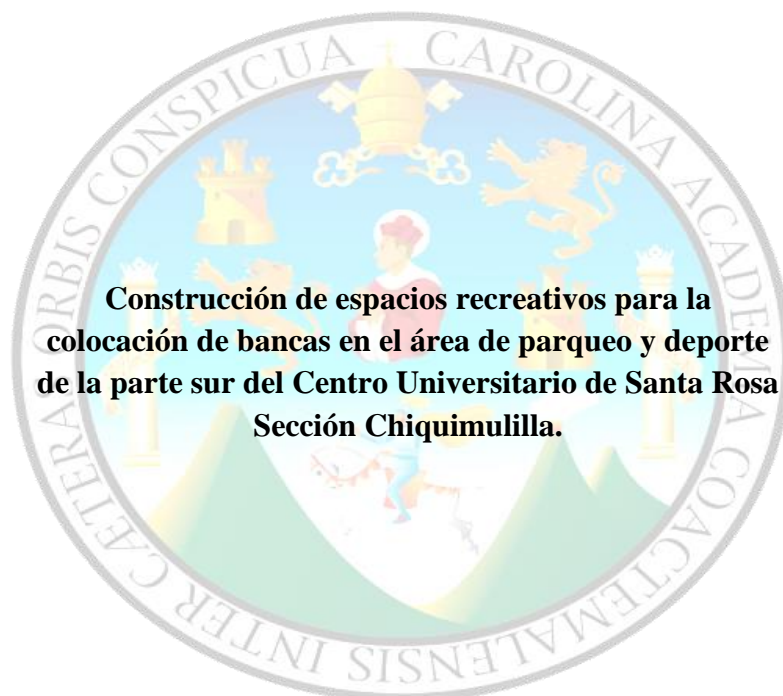 CAROLINA ACADEMIA COACTEMALENSIS INTER CÆTERA ORBIS CONSPICUA
Construcción de espacios recreativos para la
colocación de bancas en el área de parqueo y deporte
de la parte sur del Centro Universitario de Santa Rosa
Sección Chiquimulilla.